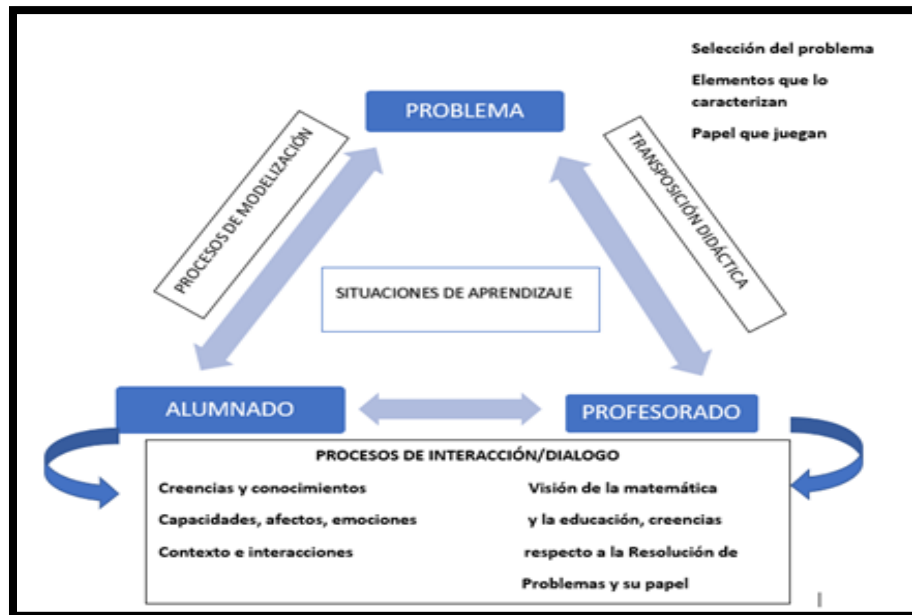 Selección del problema
Elementos que lo
caracterizan
Papel que juegan
PROBLEMA
PROCESOS DE MODELIZACIÓN
TRANSPOSICIÓN DIDÁCTICA
SITUACIONES DE APRENDIZAJE
ALUMNADO
PROFESORADO
PROCESOS DE INTERACCIÓN/DIALOGO
Creencias y conocimientos
Capacidades, afectos, emociones
Contexto e interacciones
Visión de la matemática
y la educación, creencias
respecto a la Resolución de
Problemas y su papel